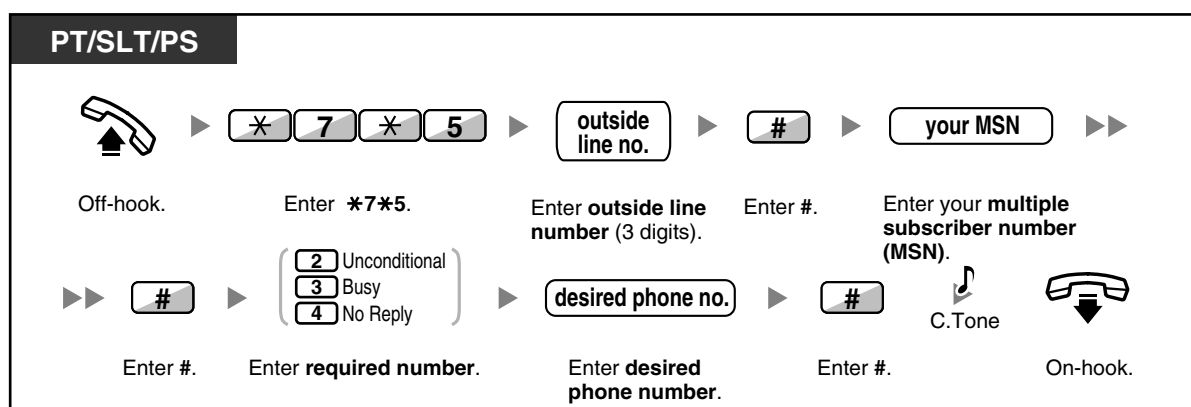 PT/SLT/PS
✳ 7 ✳ 5
outside
line no.
#
your MSN
Off-hook.
Enter ✳7✳5.
Enter outside line
number (3 digits).
Enter #.
Enter your multiple
subscriber number
(MSN).
#
2 Unconditional
3 Busy
4 No Reply
desired phone no.
#
C.Tone
Enter #.
Enter required number.
Enter desired
phone number.
Enter #.
On-hook.